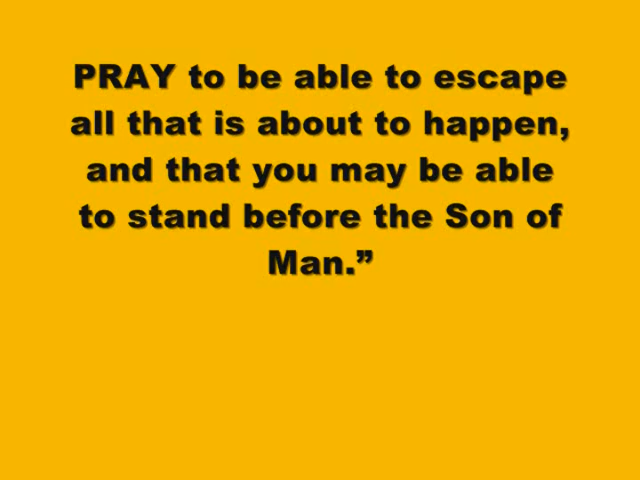 PRAY to be able to escape
all that is about to happen,
and that you may be able
to stand before the Son of
Man.”